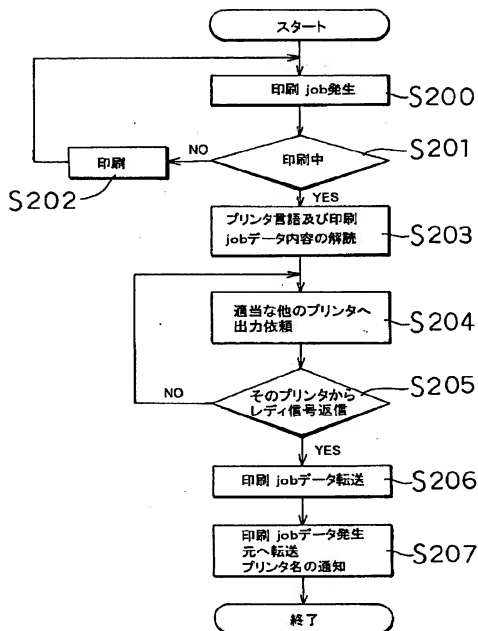 スタート
印刷 job発生
S200
印刷中
S201
NO
印刷
S202
YES
プリンタ言語及び印刷
jobデータ内容の解読
S203
適当な他のプリンタへ
出力依頼
S204
そのプリンタから
レディ信号返信
S205
NO
YES
印刷 jobデータ転送
S206
印刷 jobデータ発生
元へ転送
プリンタ名の通知
S207
終了